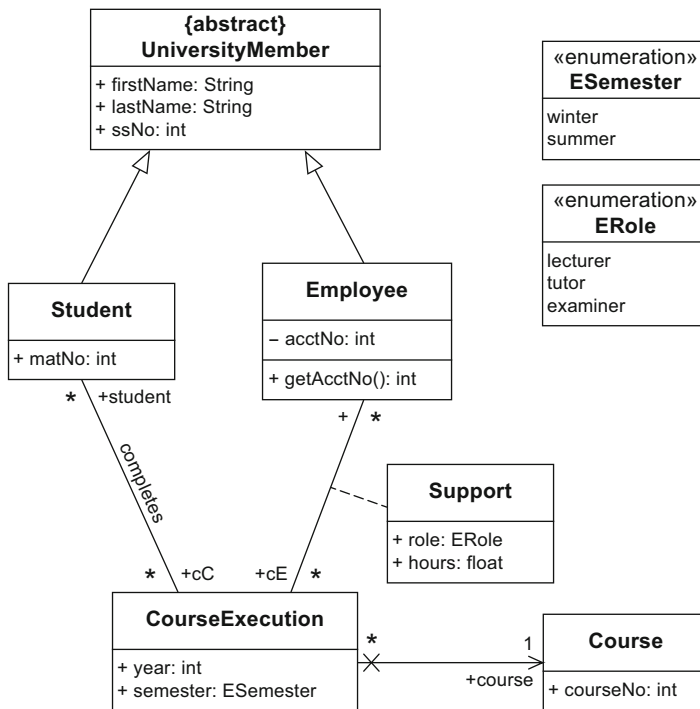 {abstract}
UniversityMember
+ firstName: String
+ lastName: String
+ ssNo: int
«enumeration»
ESemester
winter
summer
«enumeration»
ERole
lecturer
tutor
examiner
Student
+ matNo: int
Employee
– acctNo: int
+ getAcctNo(): int
* +student
+ *
completes
Support
+ role: ERole
+ hours: float
* +cC
+cE *
CourseExecution
+ year: int
+ semester: ESemester
* 1
+course
Course
+ courseNo: int